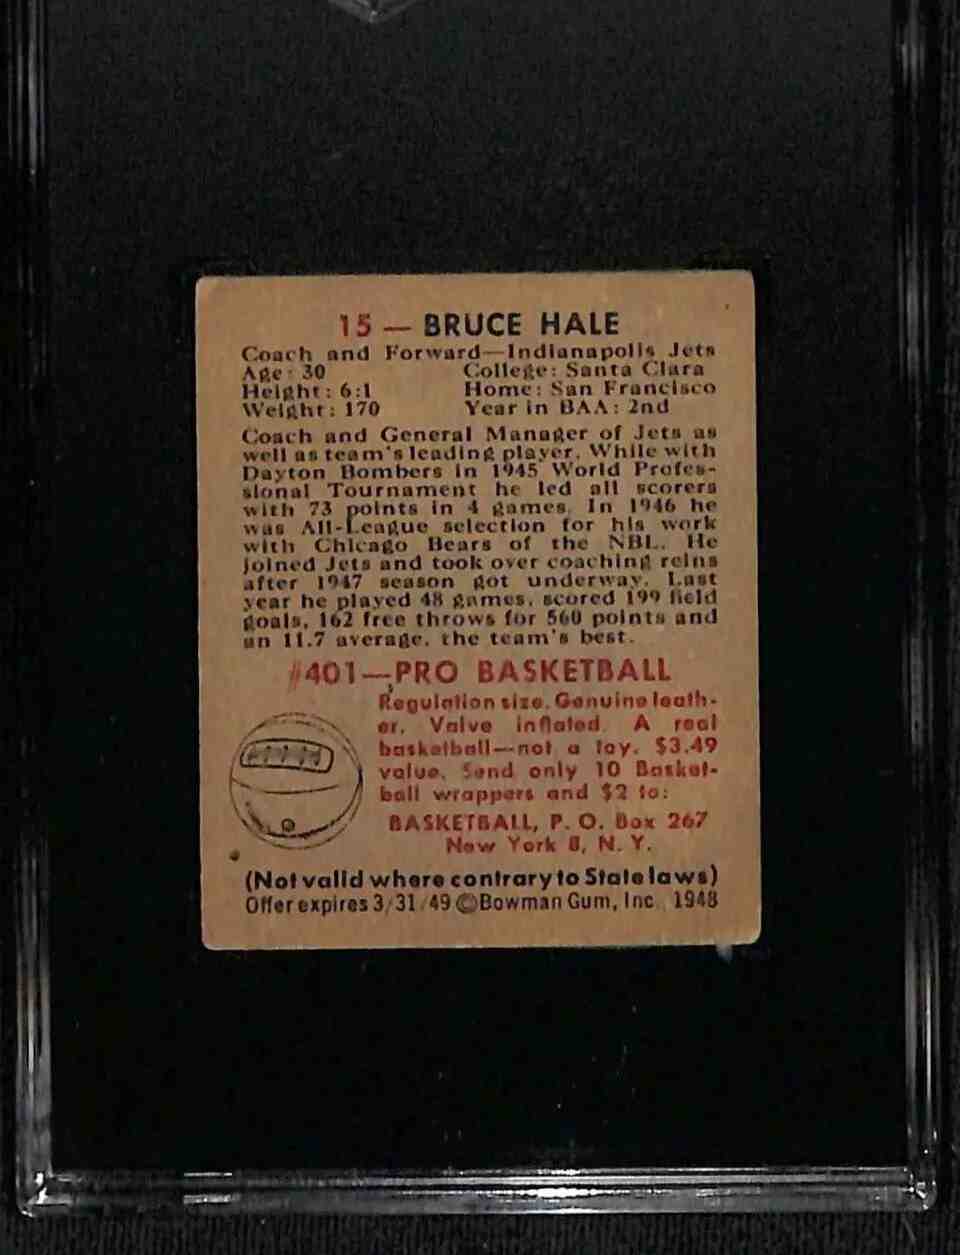 15 — BRUCE HALE
Coach and Forward—Indianapolis Jets
Age: 30 College: Santa Clara
Height: 6:1 Home: San Francisco
Weight: 170 Year in BAA: 2nd
Coach and General Manager of Jets as
well as team's leading player. While with
Dayton Bombers in 1945 World Profes-
sional Tournament he led all scorers
with 73 points in 4 games. In 1946 he
was All-League selection for his work
with Chicago Bears of the NBL. He
joined Jets and took over coaching reins
after 1947 season got underway. Last
year he played 48 games, scored 199 field
goals, 162 free throws for 560 points and
an 11.7 average, the team's best.
#401—PRO BASKETBALL
Regulation size. Genuine leath-
er. Valve inflated. A real
basketball—not a toy. $3.49
value. Send only 10 Basket-
ball wrappers and $2 to:
BASKETBALL, P. O. Box 267
New York 8, N. Y.
(Not valid where contrary to State laws)
Offer expires 3/31/49 ©Bowman Gum, Inc. 1948